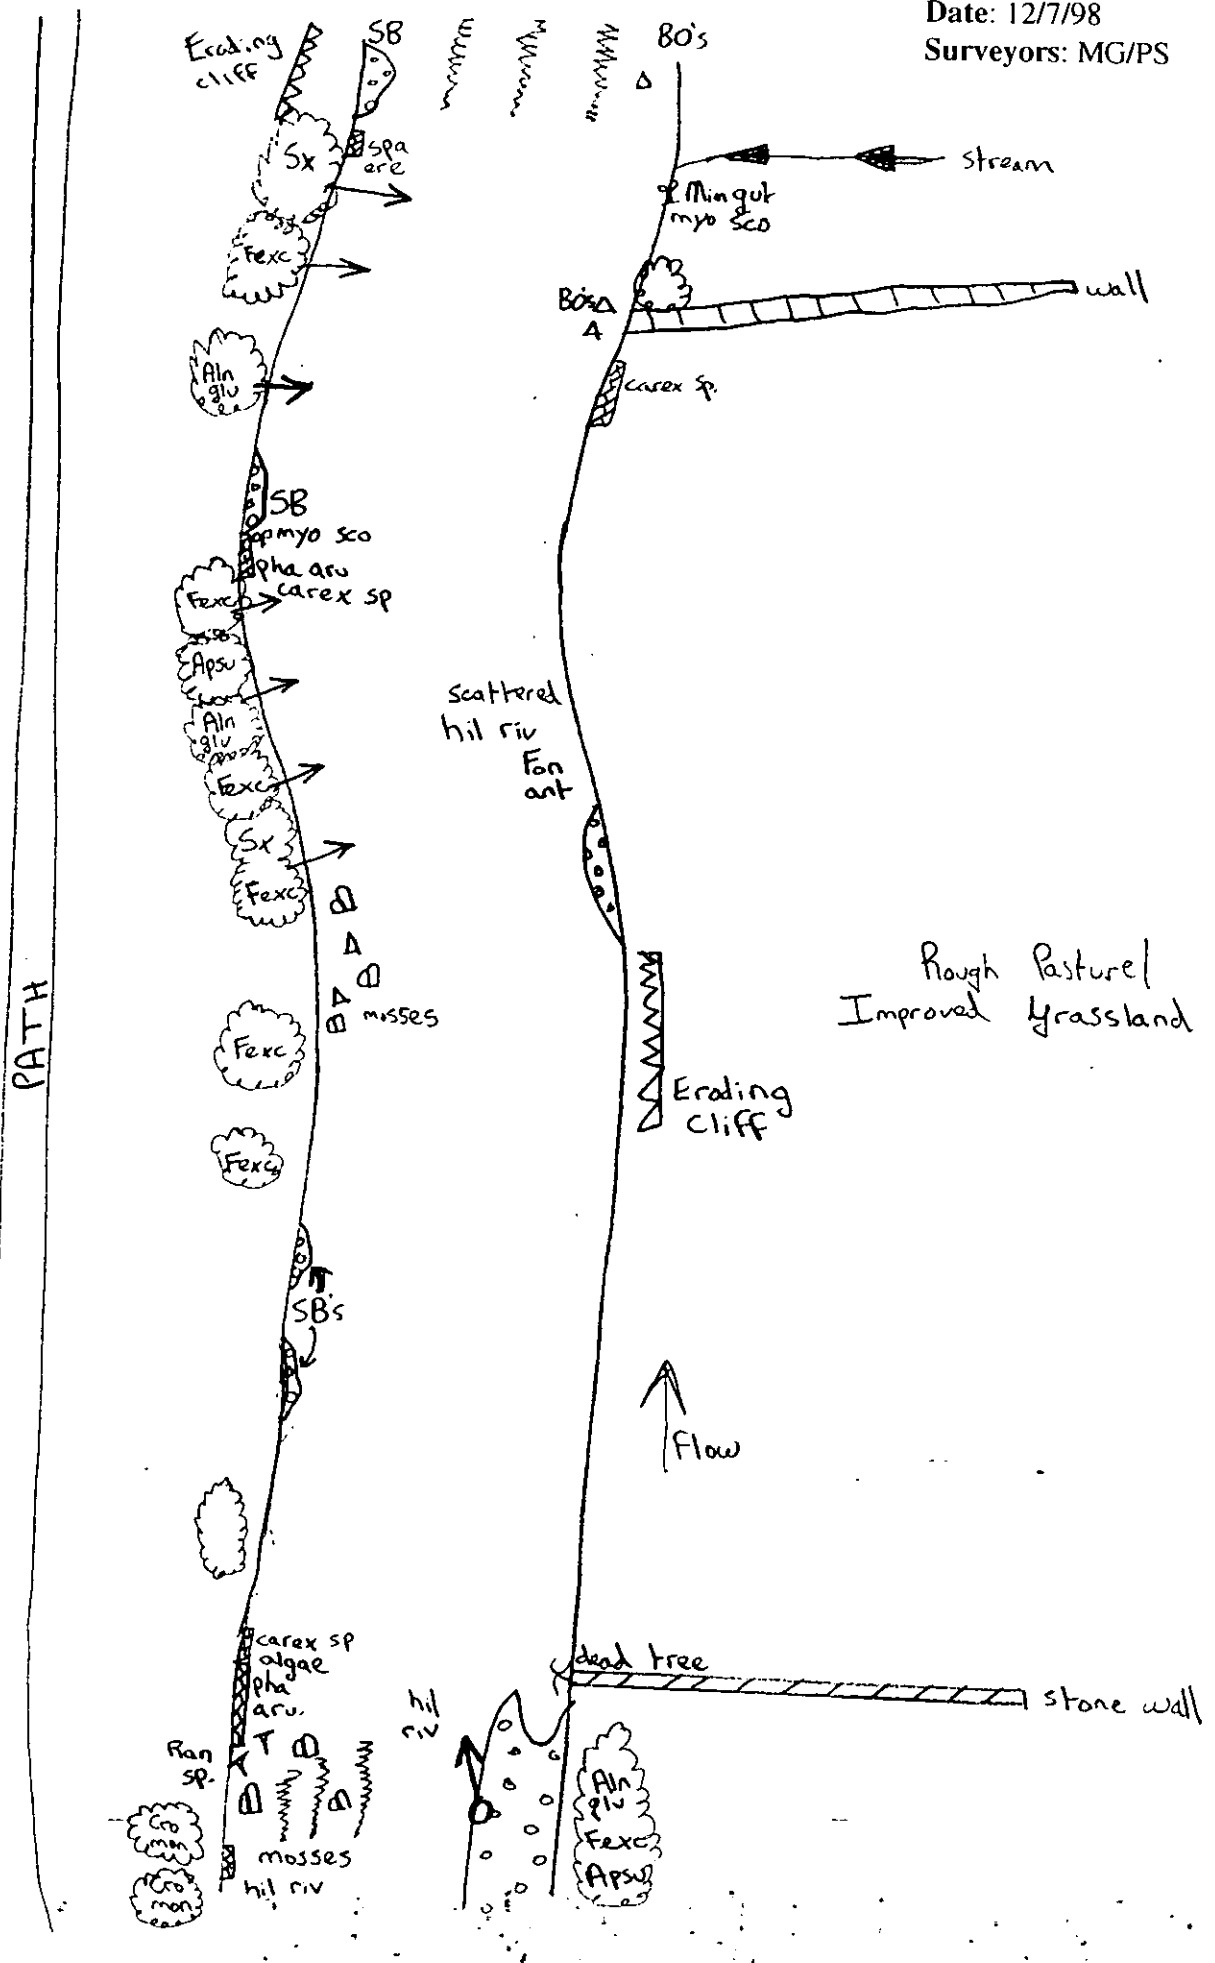 Date: 12/7/98
Surveyors: MG/PS
Erading
cliff
SB
BO's
Sx
spa
ere
stream
Min gut
myo sco
Fexc
BO's
wall
Aln
glu
carex sp.
SB
myo sco
pha aru
carex sp
Fexc
Apsu
Aln
glu
scattered
hil riv
Fon
ant
Fexc
Sx
Fexc
mosses
Fexc
PATH
Rough Pasture/
Improved Grassland
Eroding
Cliff
Fexc
SB's
Flow
carex sp
algae
pha
aru.
dead tree
stone wall
hil
riv
Ran
sp.
Aln
glu
Fexc
Apsu
Cro
mon
mosses
Cro
mon
hil riv